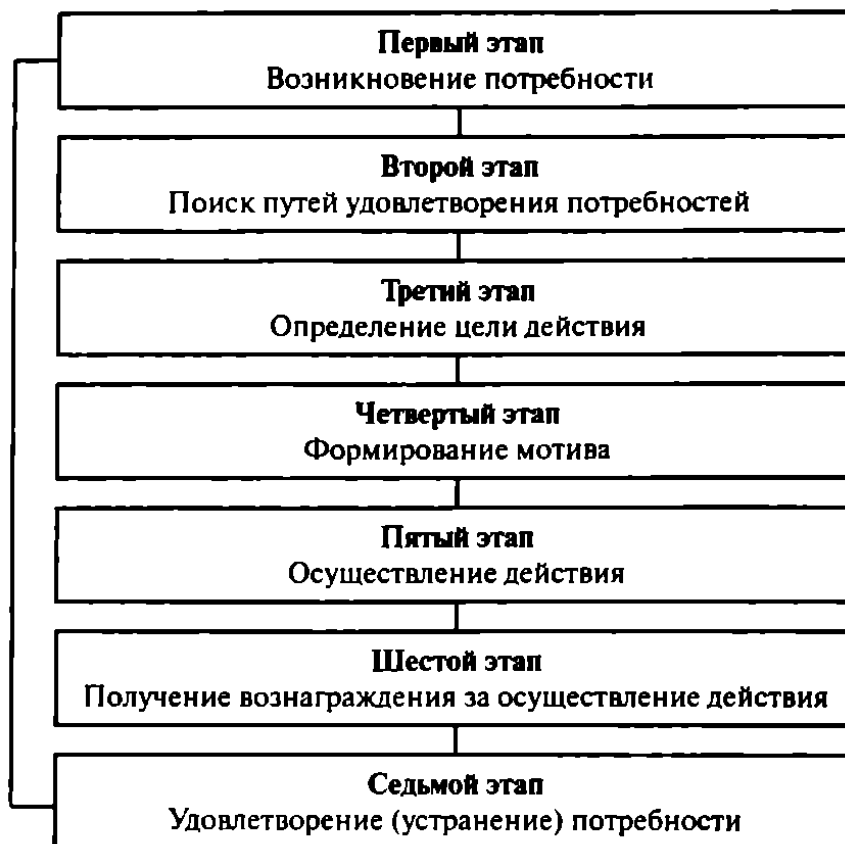 Первый этап
Возникновение потребности
Второй этап
Поиск путей удовлетворения потребностей
Третий этап
Определение цели действия
Четвертый этап
Формирование мотива
Пятый этап
Осуществление действия
Шестой этап
Получение вознаграждения за осуществление действия
Седьмой этап
Удовлетворение (устранение) потребности